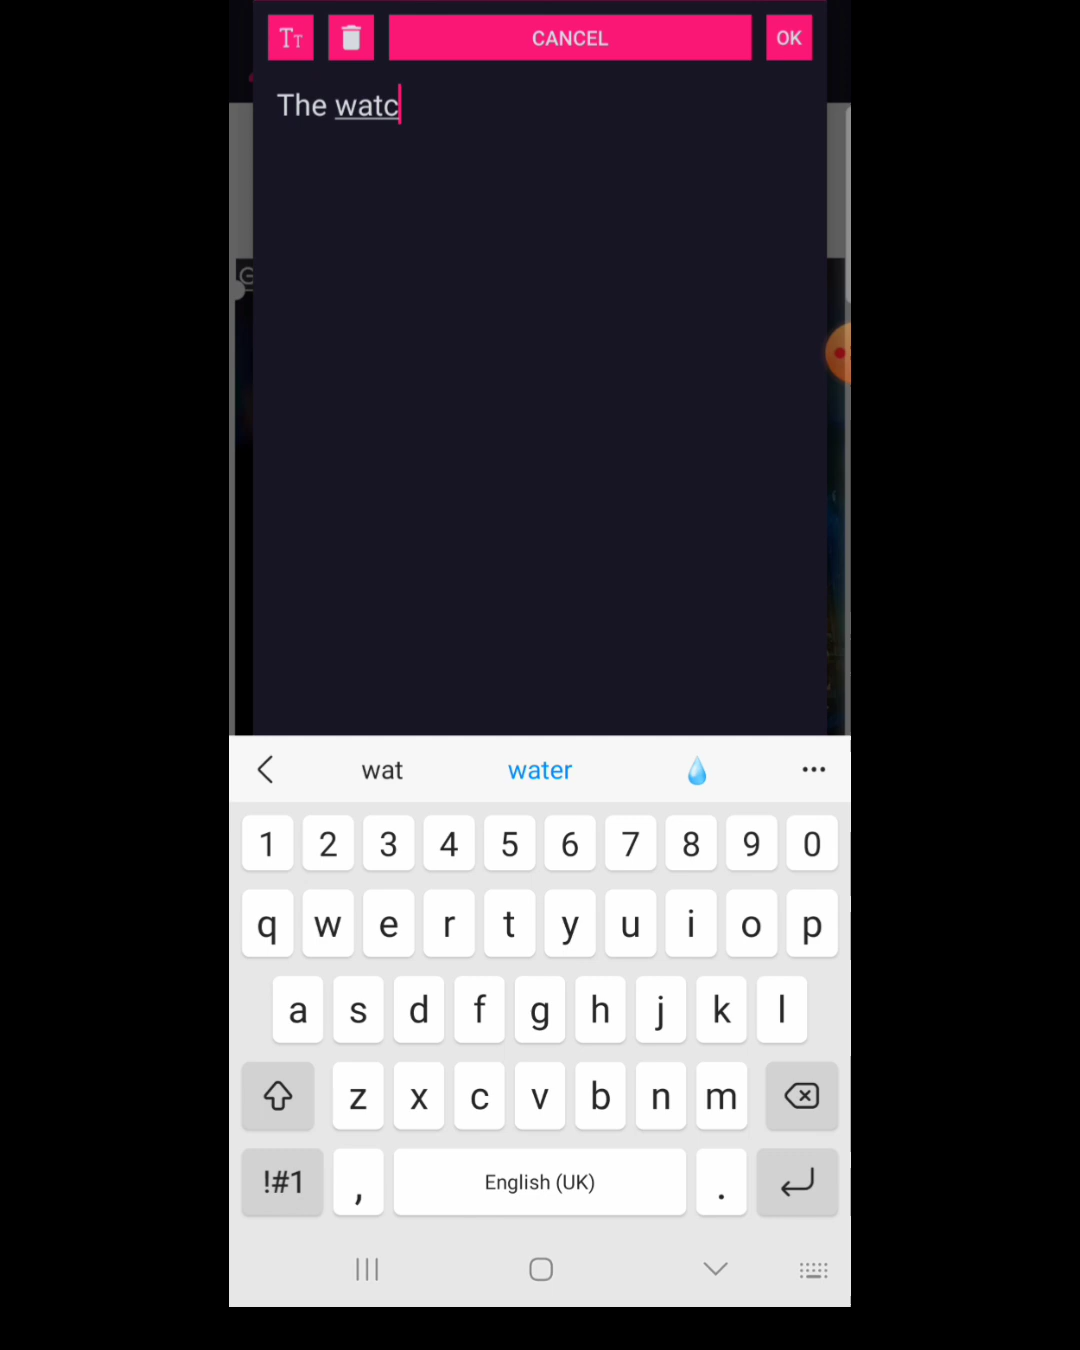 Tт CANCEL OK
The watc
wat water
1 2 3 4 5 6 7 8 9 0
q w e r t y u i o p
a s d f g h j k l
z x c v b n m
!#1 , English (UK) .